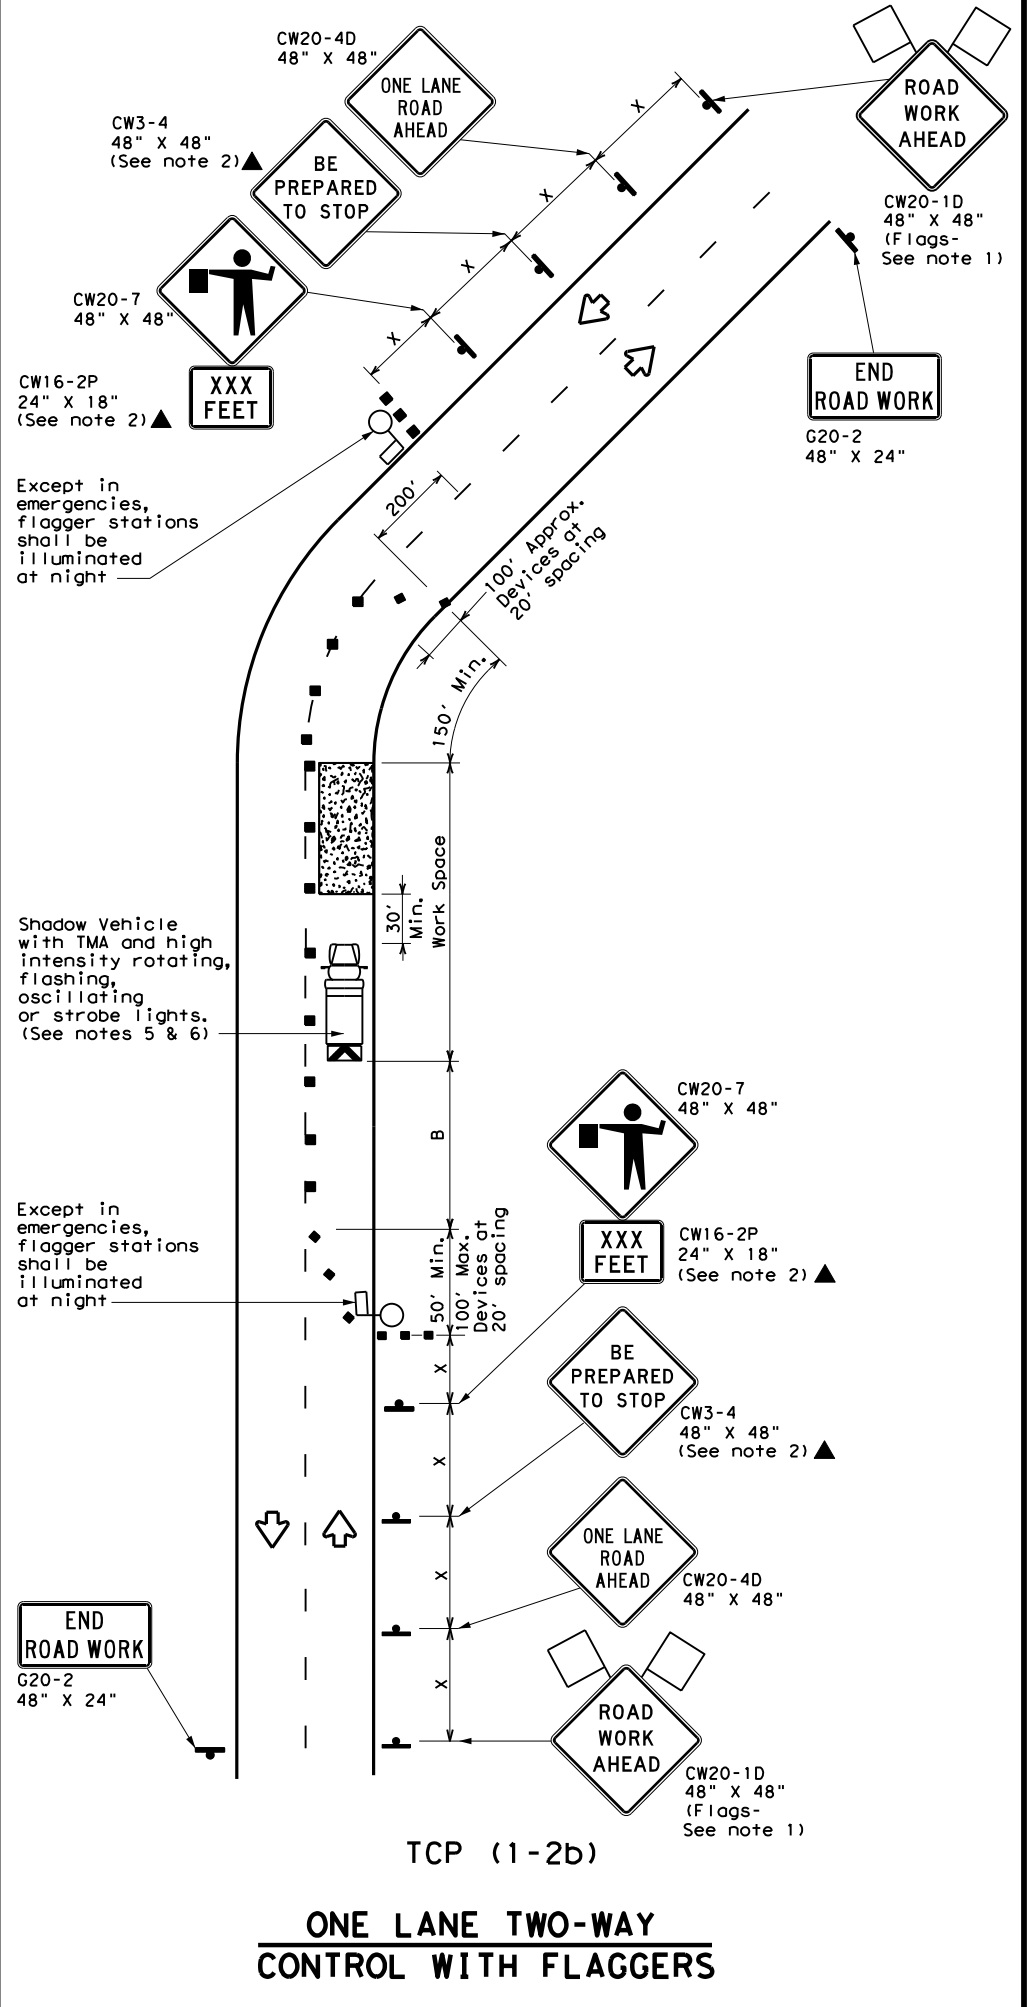 CW20-4D
48" X 48"
ONE LANE
ROAD
AHEAD
X
ROAD
WORK
AHEAD
CW20-1D
48" X 48"
(Flags-
See note 1)
CW3-4
48" X 48"
(See note 2)
BE
PREPARED
TO STOP
X
X
CW20-7
48" X 48"
X
CW16-2P
24" X 18"
(See note 2)
XXX
FEET
END
ROAD WORK
G20-2
48" X 24"
Except in
emergencies,
flagger stations
shall be
illuminated
at night
200'
100' Approx.
Devices at
20' spacing
150' Min.
Work Space
30'
Min.
Shadow Vehicle
with TMA and high
intensity rotating,
flashing,
oscillating
or strobe lights.
(See notes 5 & 6)
B
CW20-7
48" X 48"
XXX
FEET
CW16-2P
24" X 18"
(See note 2)
Except in
emergencies,
flagger stations
shall be
illuminated
at night
50' Min.
100' Max.
Devices at
20' spacing
X
BE
PREPARED
TO STOP
CW3-4
48" X 48"
(See note 2)
X
ONE LANE
ROAD
AHEAD
CW20-4D
48" X 48"
X
END
ROAD WORK
G20-2
48" X 24"
X
ROAD
WORK
AHEAD
CW20-1D
48" X 48"
(Flags-
See note 1)
TCP (1-2b)
ONE LANE TWO-WAY
CONTROL WITH FLAGGERS